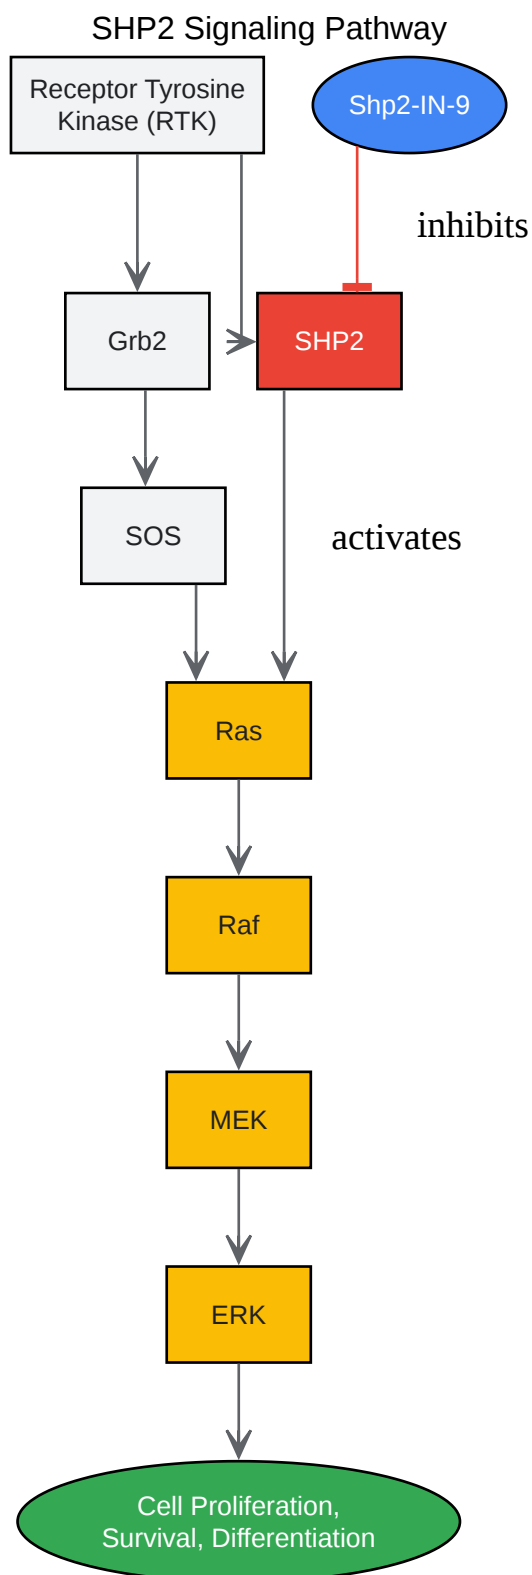 SHP2 Signaling Pathway
Receptor Tyrosine
Kinase (RTK)
Shp2-IN-9
inhibits
Grb2
SHP2
SOS
activates
Ras
Raf
MEK
ERK
Cell Proliferation,
Survival, Differentiation